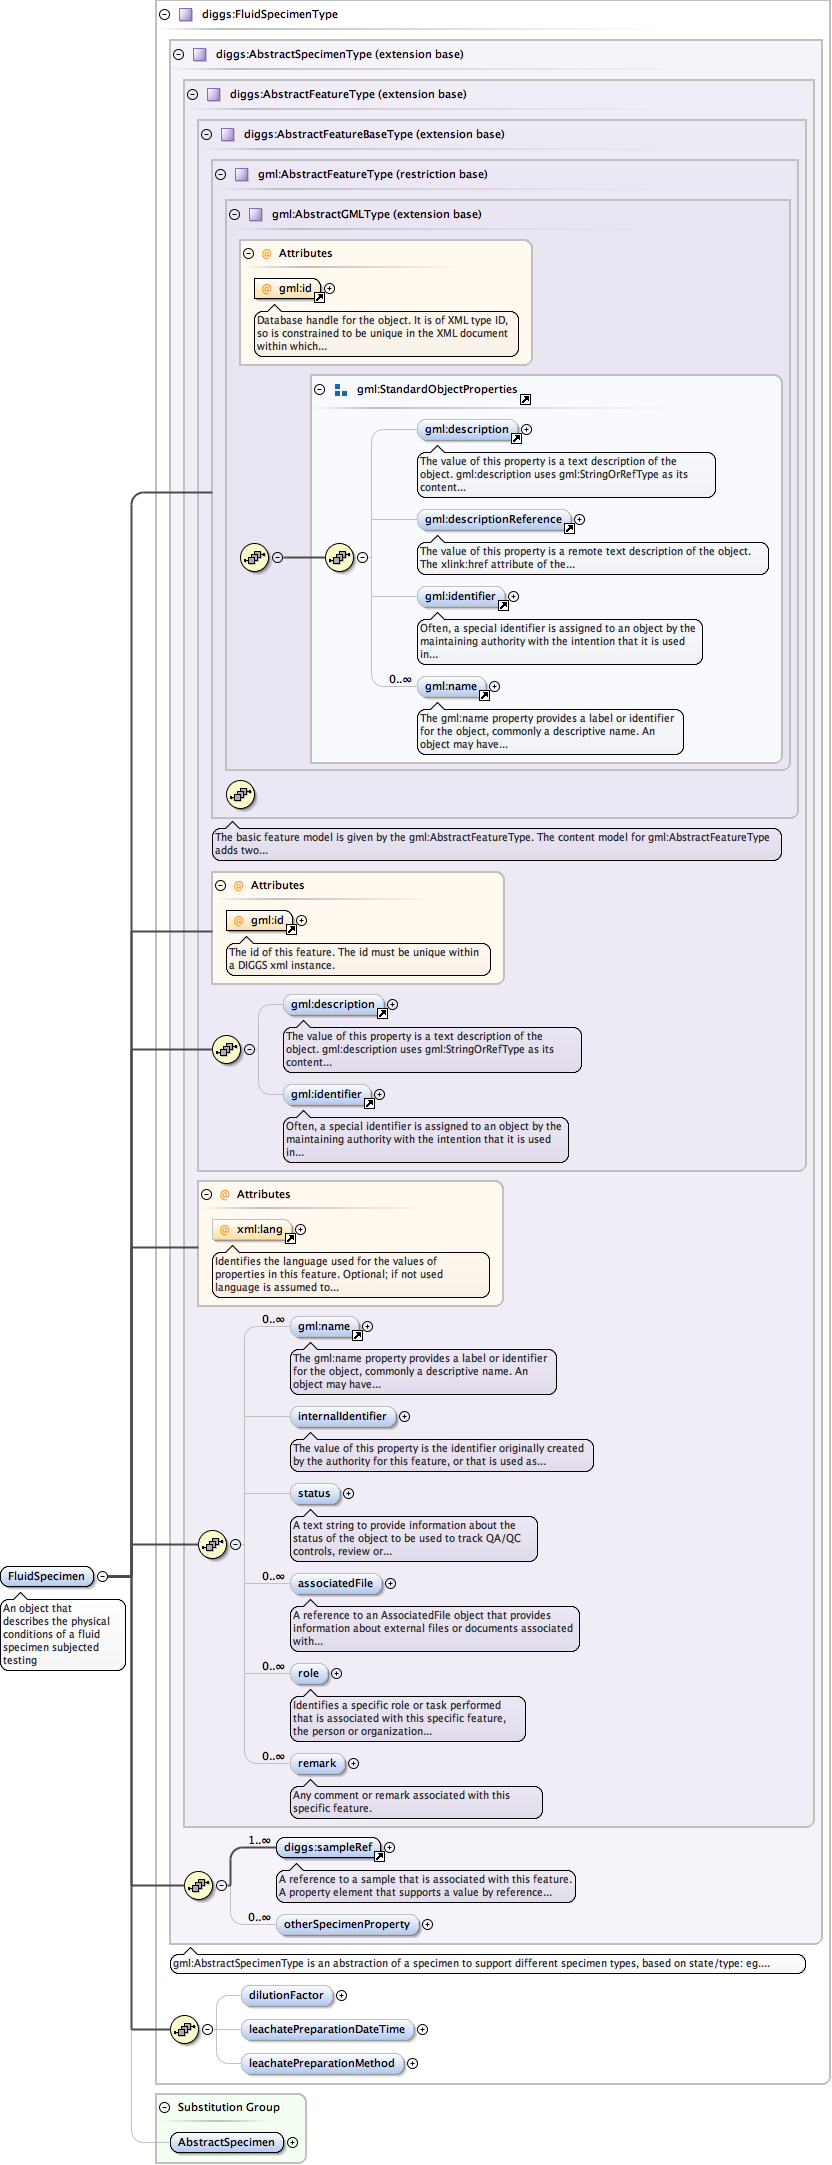 diggs:FluidSpecimenType
diggs:AbstractSpecimenType (extension base)
diggs:AbstractFeatureType (extension base)
diggs:AbstractFeatureBaseType (extension base)
gml:AbstractFeatureType (restriction base)
gml:AbstractGMLType (extension base)
@ Attributes
@ gml:id
Database handle for the object. It is of XML type ID,
so is constrained to be unique in the XML document
within which...
gml:StandardObjectProperties
gml:description
The value of this property is a text description of the
object. gml:description uses gml:StringOrRefType as its
content...
gml:descriptionReference
The value of this property is a remote text description of the object.
The xlink:href attribute of the...
gml:identifier
Often, a special identifier is assigned to an object by the
maintaining authority with the intention that it is used
in...
0..∞
gml:name
The gml:name property provides a label or identifier
for the object, commonly a descriptive name. An
object may have...
The basic feature model is given by the gml:AbstractFeatureType. The content model for gml:AbstractFeatureType
adds two...
@ Attributes
@ gml:id
The id of this feature. The id must be unique within
a DIGGS xml instance.
gml:description
The value of this property is a text description of the
object. gml:description uses gml:StringOrRefType as its
content...
gml:identifier
Often, a special identifier is assigned to an object by the
maintaining authority with the intention that it is used
in...
@ Attributes
@ xml:lang
Identifies the language used for the values of
properties in this feature. Optional; if not used
language is assumed to...
0..∞
gml:name
The gml:name property provides a label or identifier
for the object, commonly a descriptive name. An
object may have...
internalIdentifier
The value of this property is the identifier originally created
by the authority for this feature, or that is used as...
status
A text string to provide information about the
status of the object to be used to track QA/QC
controls, review or...
0..∞
associatedFile
A reference to an AssociatedFile object that provides
information about external files or documents associated
with...
0..∞
role
Identifies a specific role or task performed
that is associated with this specific feature,
the person or organization...
0..∞
remark
Any comment or remark associated with this
specific feature.
FluidSpecimen
An object that
describes the physical
conditions of a fluid
specimen subjected
testing
1..∞
diggs:sampleRef
A reference to a sample that is associated with this feature.
A property element that supports a value by reference...
0..∞
otherSpecimenProperty
gml:AbstractSpecimenType is an abstraction of a specimen to support different specimen types, based on state/type: eg....
dilutionFactor
leachatePreparationDateTime
leachatePreparationMethod
Substitution Group
AbstractSpecimen